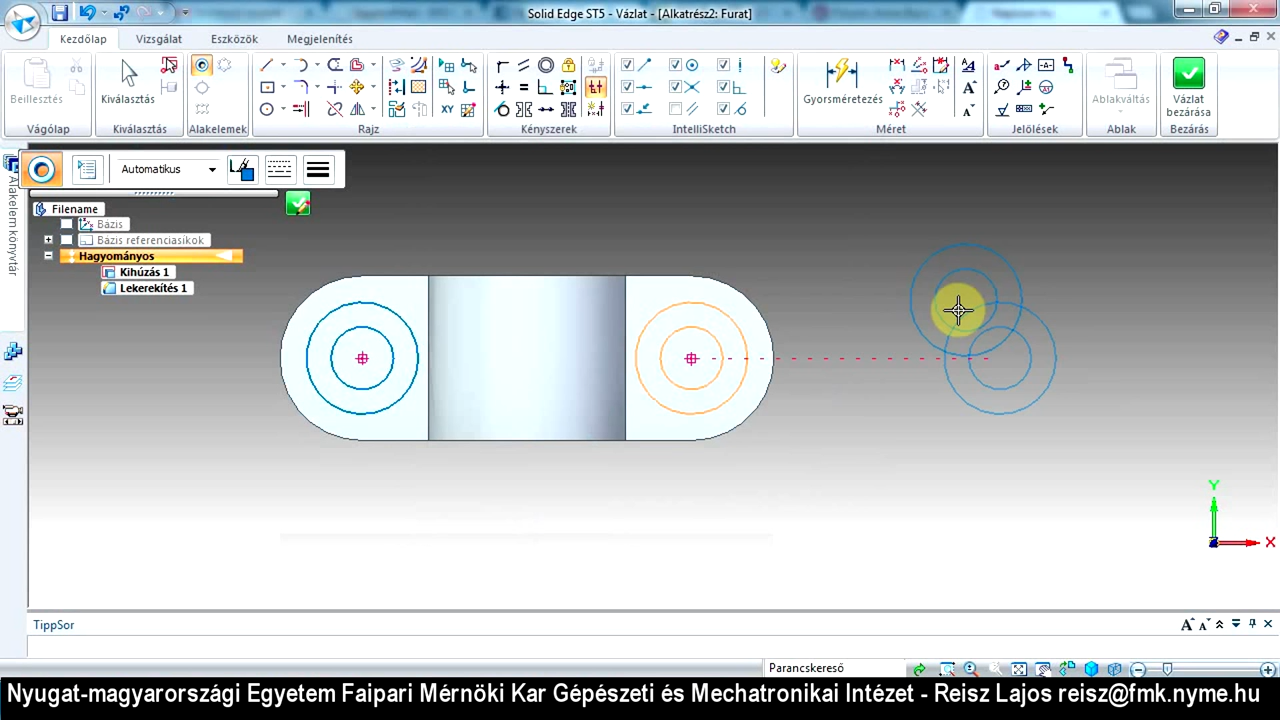 Solid Edge ST5 - Vázlat - [Alkatrész2: Furat]
Kezdőlap
Vizsgálat
Eszközök
Megjelenítés
Beillesztés
Kiválasztás
Gyorsméretezés
Ablakváltás
Vázlat bezárása
Vágólap
Kiválasztás
Alakelemek
Rajz
Kényszerek
IntelliSketch
Méret
Jelölések
Ablak
Bezárás
Automatikus
Alakelem könyvtár
Filename
Bázis
Bázis referenciasíkok
Hagyományos
Kihúzás 1
Lekerekítés 1
Y
X
TippSor
Parancskereső
Nyugat-magyarországi Egyetem Faipari Mérnöki Kar Gépészeti és Mechatronikai Intézet - Reisz Lajos reisz@fmk.nyme.hu